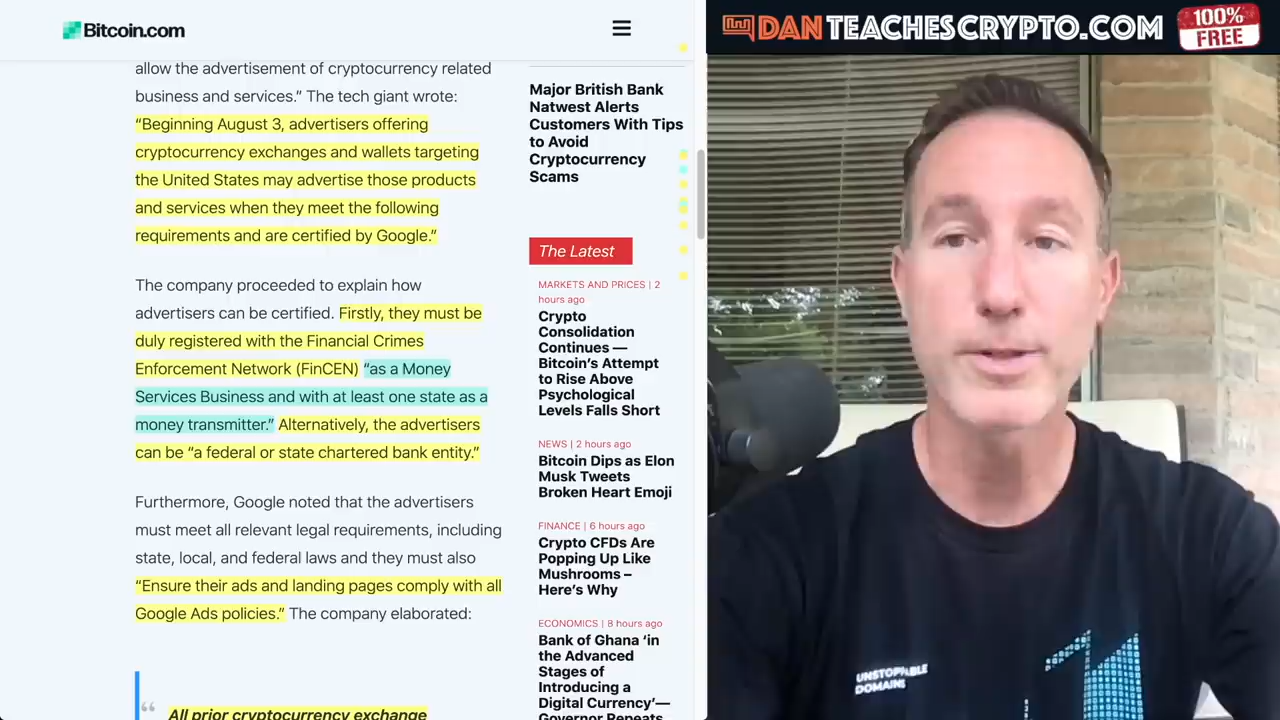 Bitcoin.com
allow the advertisement of cryptocurrency related
business and services.” The tech giant wrote:
“Beginning August 3, advertisers offering
cryptocurrency exchanges and wallets targeting
the United States may advertise those products
and services when they meet the following
requirements and are certified by Google.”
The company proceeded to explain how
advertisers can be certified. Firstly, they must be
duly registered with the Financial Crimes
Enforcement Network (FinCEN) “as a Money
Services Business and with at least one state as a
money transmitter.” Alternatively, the advertisers
can be “a federal or state chartered bank entity.”
Furthermore, Google noted that the advertisers
must meet all relevant legal requirements, including
state, local, and federal laws and they must also
“Ensure their ads and landing pages comply with all
Google Ads policies.” The company elaborated:
“
All prior cryptocurrency exchange
Major British Bank
Natwest Alerts
Customers With Tips
to Avoid
Cryptocurrency
Scams
The Latest
MARKETS AND PRICES | 2
hours ago
Crypto
Consolidation
Continues —
Bitcoin’s Attempt
to Rise Above
Psychological
Levels Falls Short
NEWS | 2 hours ago
Bitcoin Dips as Elon
Musk Tweets
Broken Heart Emoji
FINANCE | 6 hours ago
Crypto CFDs Are
Popping Up Like
Mushrooms –
Here’s Why
ECONOMICS | 8 hours ago
Bank of Ghana ‘in
the Advanced
Stages of
Introducing a
Digital Currency’—
Governor Repeats
DANTEACHESCRYPTO.COM
100%
FREE
UNSTOPPABLE
DOMAINS